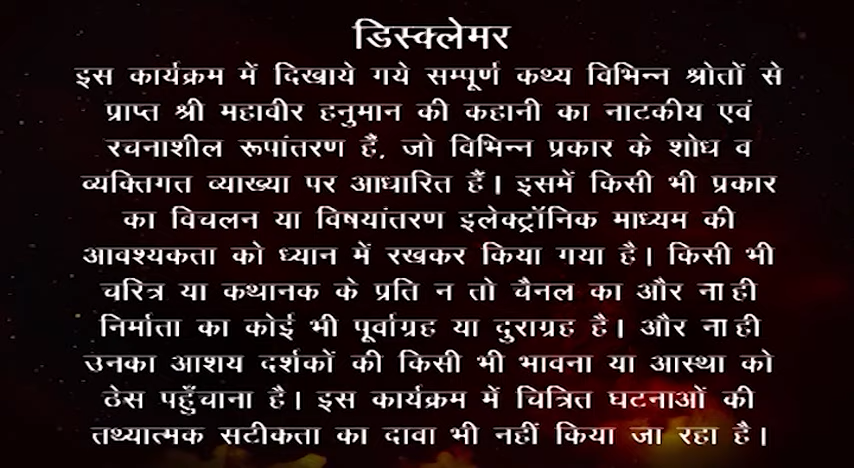 डिस्क्लेमर
इस कार्यक्रम में दिखाये गये सम्पूर्ण कथ्य विभिन्न श्रोतों से
प्राप्त श्री महावीर हनुमान की कहानी का नाटकीय एवं
रचनाशील रूपांतरण हैं, जो विभिन्न प्रकार के शोध व
व्यक्तिगत व्याख्या पर आधारित हैं। इसमें किसी भी प्रकार
का विचलन या विषयांतरण इलेक्ट्रॉनिक माध्यम की
आवश्यकता को ध्यान में रखकर किया गया है। किसी भी
चरित्र या कथानक के प्रति न तो चैनल का और ना ही
निर्माता का कोई भी पूर्वाग्रह या दुराग्रह है। और ना ही
उनका आशय दर्शकों की किसी भी भावना या आस्था को
ठेस पहुँचाना है। इस कार्यक्रम में चित्रित घटनाओं की
तथ्यात्मक सटीकता का दावा भी नहीं किया जा रहा है।